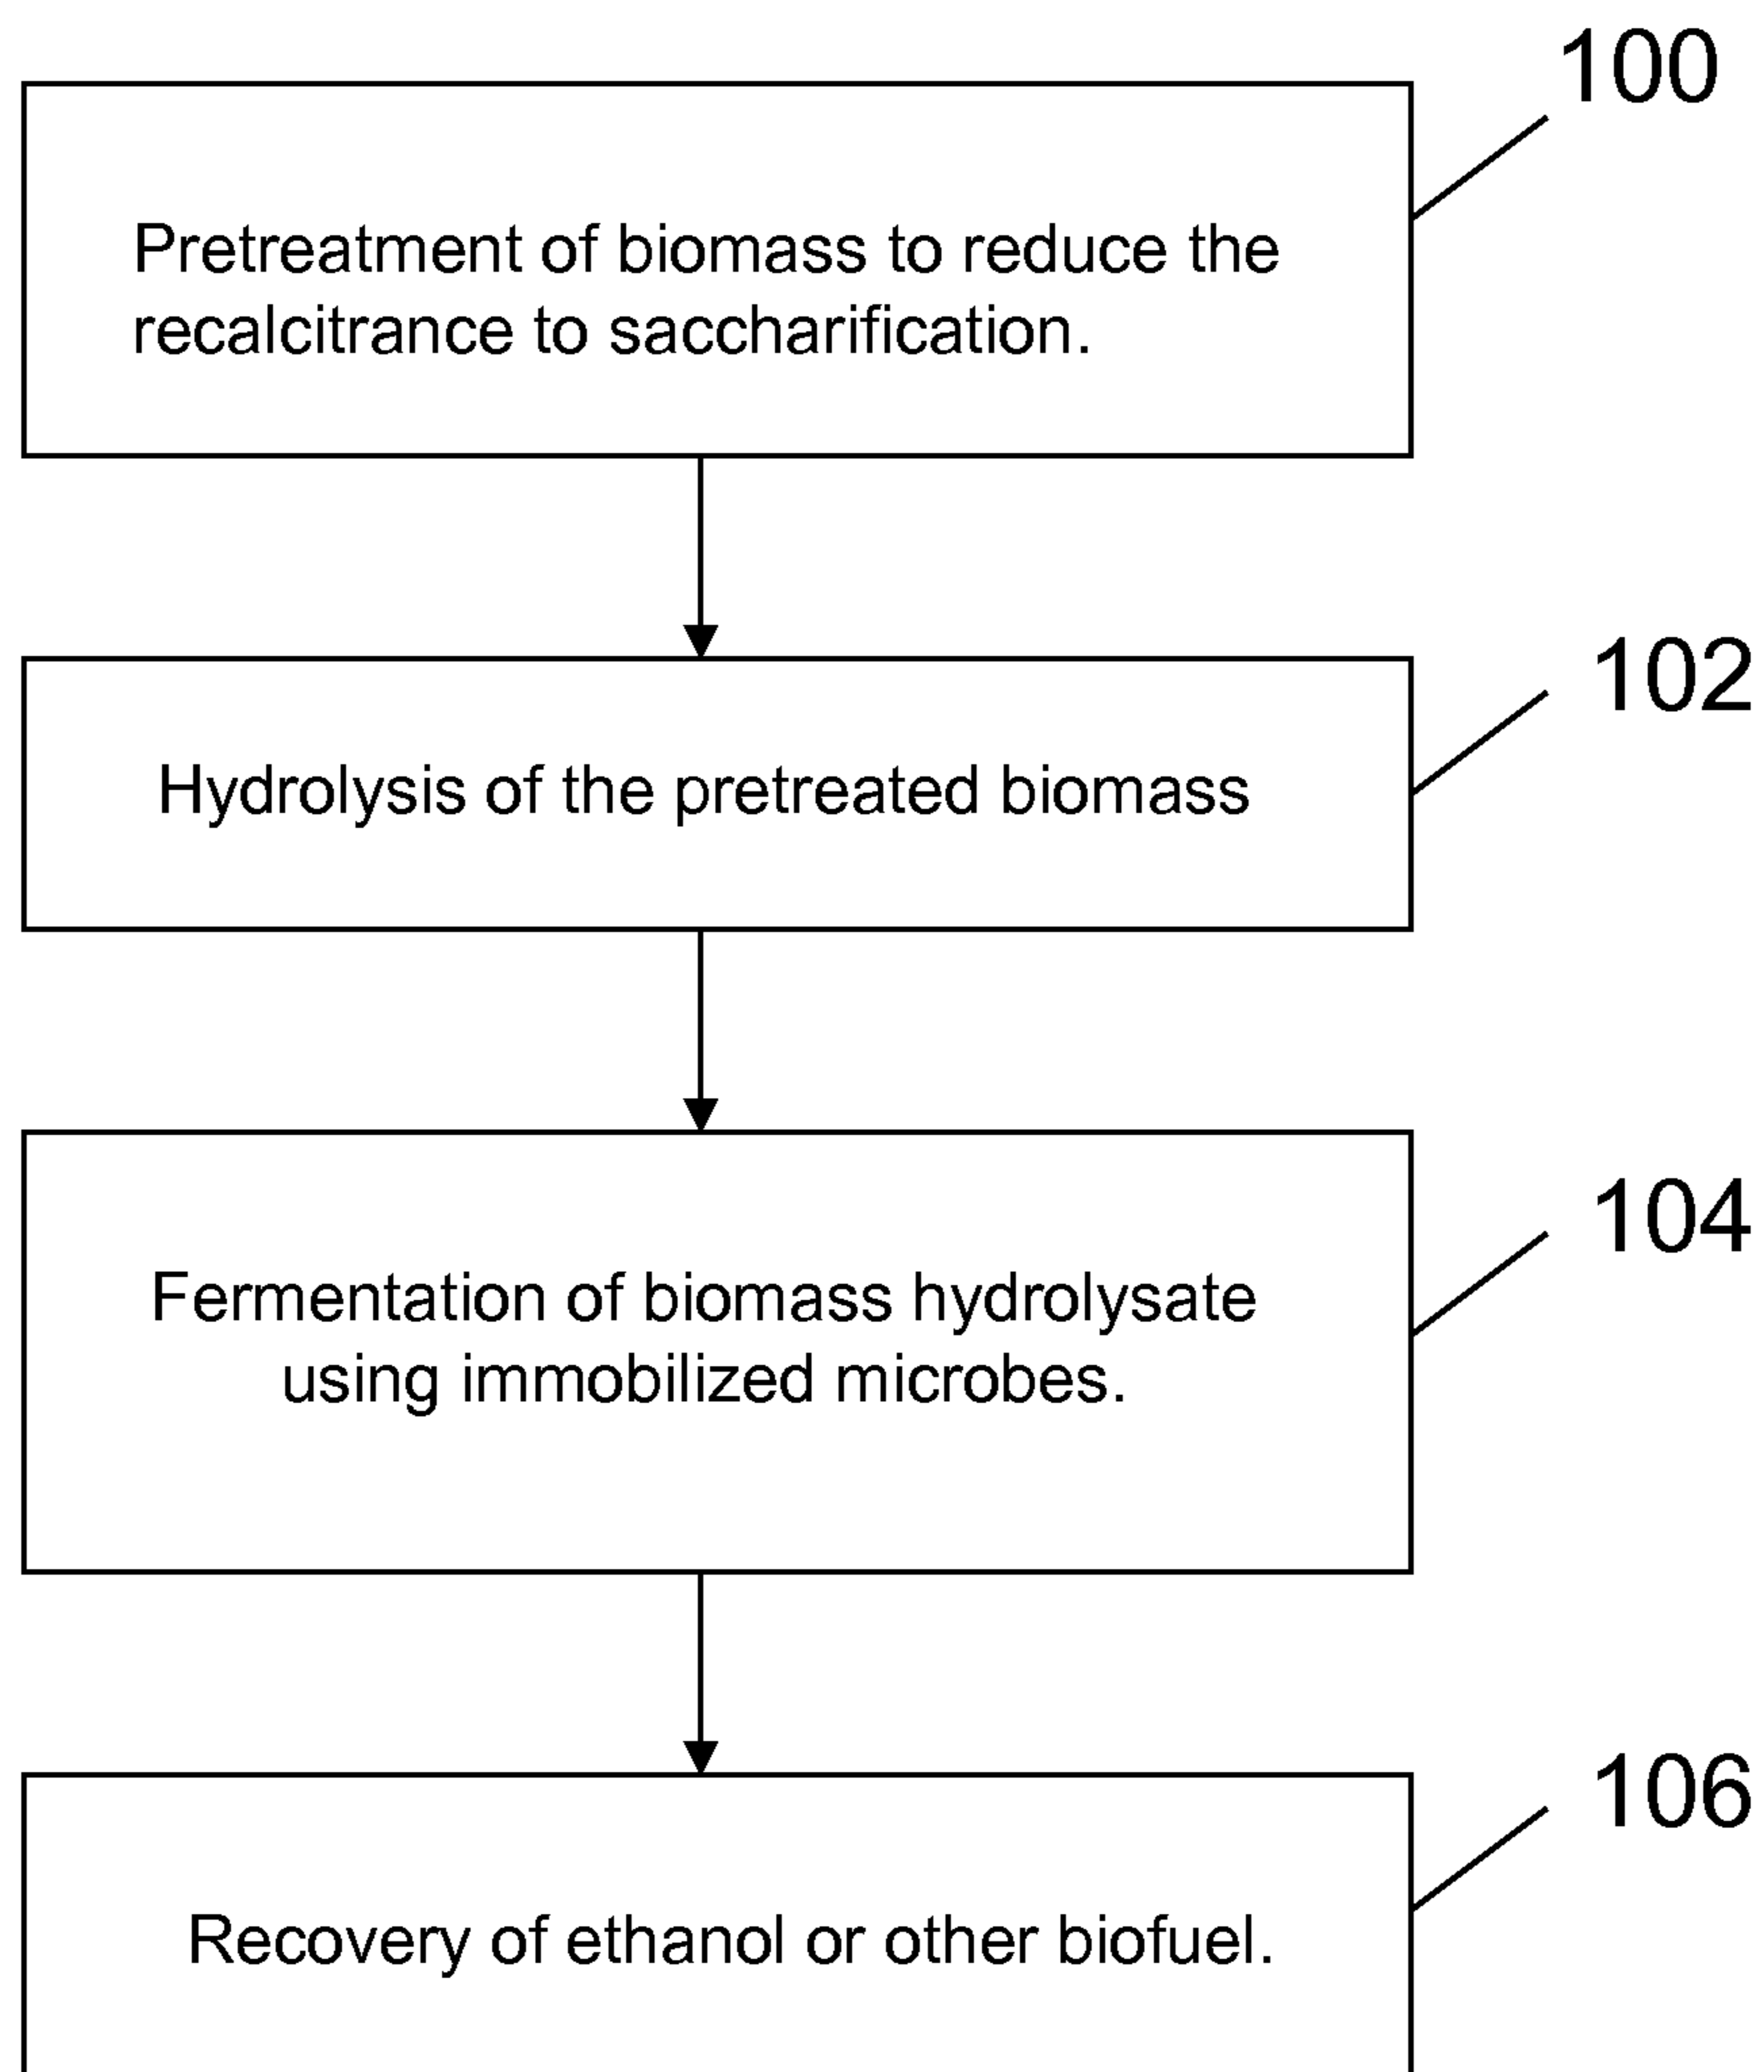 100
Pretreatment of biomass to reduce the
recalcitrance to saccharification.
102
Hydrolysis of the pretreated biomass
104
Fermentation of biomass hydrolysate
using immobilized microbes.
106
Recovery of ethanol or other biofuel.